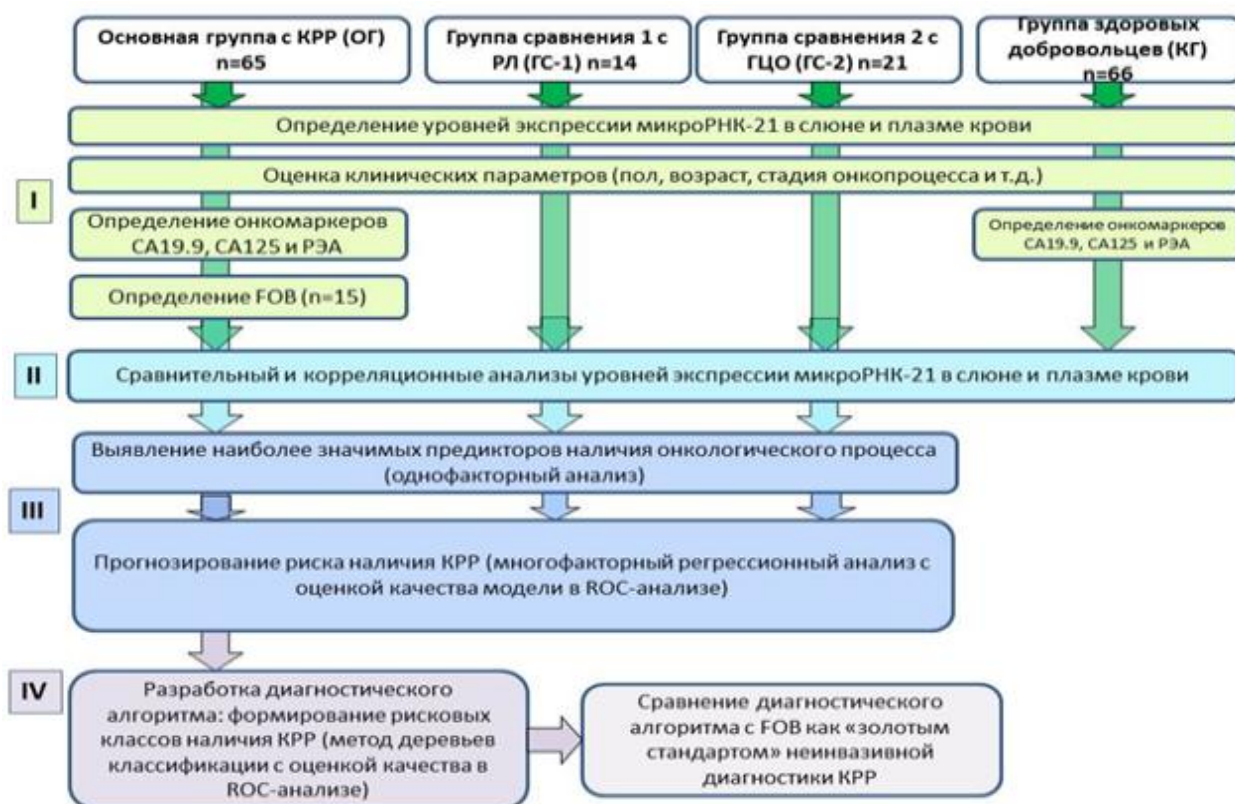 Основная группа с КРР (ОГ)
n=65
Группа сравнения 1 с
РЛ (ГС-1) n=14
Группа сравнения 2 с
ГЦО (ГС-2) n=21
Группа здоровых
добровольцев (КГ)
n=66
Определение уровней экспрессии микроРНК-21 в слюне и плазме крови
I
Оценка клинических параметров (пол, возраст, стадия онкопроцесса и т.д.)
Определение онкомаркеров
СА19.9, СА125 и РЭА
Определение онкомаркеров
СА19.9, СА125 и РЭА
Определение FOB (n=15)
II
Сравнительный и корреляционные анализы уровней экспрессии микроРНК-21 в слюне и плазме крови
Выявление наиболее значимых предикторов наличия онкологического процесса
(однофакторный анализ)
III
Прогнозирование риска наличия КРР (многофакторный регрессионный анализ с
оценкой качества модели в ROC-анализе)
IV
Разработка диагностического
алгоритма: формирование рисковых
классов наличия КРР (метод деревьев
классификации с оценкой качества в
ROC-анализе)
Сравнение диагностического
алгоритма с FOB как «золотым
стандартом» неинвазивной
диагностики КРР